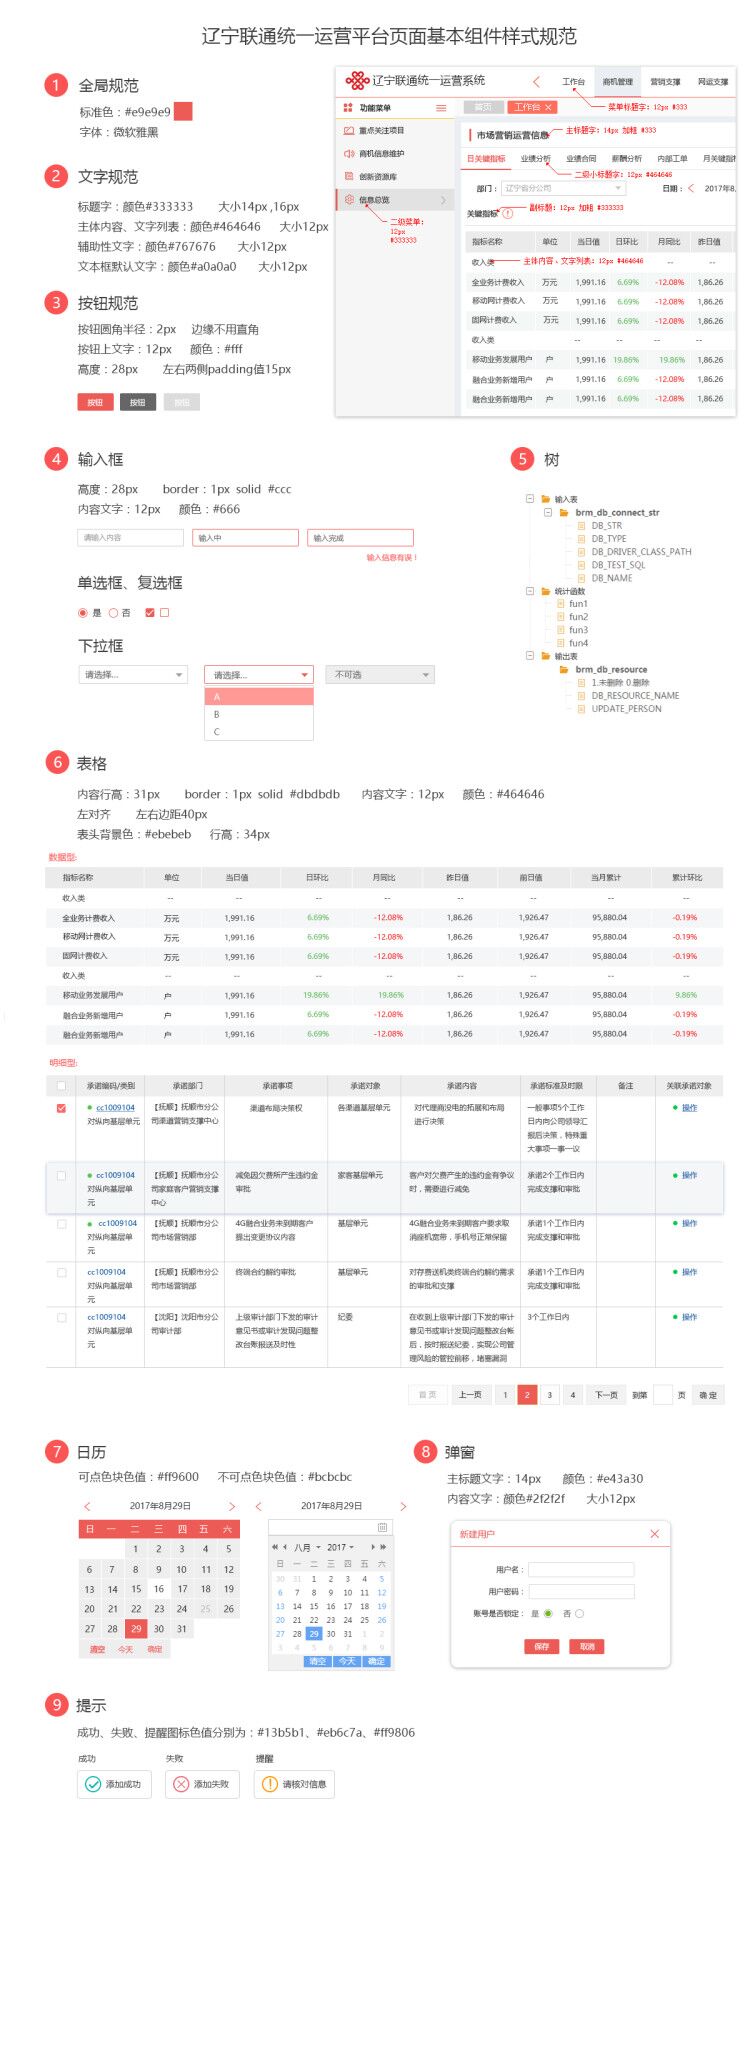 辽宁联通统一运营平台页面基本组件样式规范
1 全局规范
标准色：#e9e9e9
字体：微软雅黑
2 文字规范
标题字：颜色#333333 大小14px ,16px
主体内容、文字列表：颜色#464646 大小12px
辅助性文字：颜色#767676 大小12px
文本框默认文字：颜色#a0a0a0 大小12px
3 按钮规范
按钮圆角半径：2px 边缘不用直角
按钮上文字：12px 颜色：#fff
高度：28px 左右两侧padding值15px
按钮 按钮 按钮
辽宁联通统一运营系统 工作台 商机管理 营销支撑 网运支撑
菜单标题字：12px #333
功能菜单 首页 工作台
重点关注项目
商机信息维护
创新资源库
信息总览
二级菜单：
12px
#333333
市场营销运营信息 主标题字：14px 加粗 #333
日关键指标 业绩分析 业绩合同 薪酬分析 内部工单 月关键指标
二级小标题字：12px #464646
部门： 辽宁省分公司 日期： 2017年8.
关键指标 副标题：12px 加粗 #333333
指标名称 单位 当日值 日环比 月同比 昨日值
收入类 主体内容、文字列表：12px #464646 -- --
全业务计费收入 万元 1,991.16 6.69% -12.08% 1,86.26
移动网计费收入 万元 1,991.16 6.69% -12.08% 1,86.26
固网计费收入 万元 1,991.16 6.69% -12.08% 1,86.26
收入类 -- -- -- -- --
移动业务发展用户 户 1,991.16 19.86% 19.86% 1,86.26
融合业务新增用户 户 1,991.16 6.69% -12.08% 1,86.26
融合业务新增用户 户 1,991.16 6.69% -12.08% 1,86.26
4 输入框
高度：28px border：1px solid #ccc
内容文字：12px 颜色：#666
请输入内容 输入中 输入完成
输入信息有误！
单选框、复选框
是 否
下拉框
请选择... 请选择... 不可选
A
B
C
5 树
输入表
brm_db_connect_str
DB_STR
DB_TYPE
DB_DRIVER_CLASS_PATH
DB_TEST_SQL
DB_NAME
统计函数
fun1
fun2
fun3
fun4
输出表
brm_db_resource
1.未删除 0.删除
DB_RESOURCE_NAME
UPDATE_PERSON
6 表格
内容行高：31px border：1px solid #dbdbdb 内容文字：12px 颜色：#464646
左对齐 左右边距40px
表头背景色：#ebebeb 行高：34px
数据型:
指标名称 单位 当日值 日环比 月同比 昨日值 前日值 当月累计 累计环比
收入类 -- -- -- -- -- -- -- --
全业务计费收入 万元 1,991.16 6.69% -12.08% 1,86.26 1,926.47 95,880.04 -0.19%
移动网计费收入 万元 1,991.16 6.69% -12.08% 1,86.26 1,926.47 95,880.04 -0.19%
固网计费收入 万元 1,991.16 6.69% -12.08% 1,86.26 1,926.47 95,880.04 -0.19%
收入类 -- -- -- -- -- -- -- --
移动业务发展用户 户 1,991.16 19.86% 19.86% 1,86.26 1,926.47 95,880.04 9.86%
融合业务新增用户 户 1,991.16 6.69% -12.08% 1,86.26 1,926.47 95,880.04 -0.19%
融合业务新增用户 户 1,991.16 6.69% -12.08% 1,86.26 1,926.47 95,880.04 -0.19%
明细型:
承诺编码/类别 承诺部门 承诺事项 承诺对象 承诺内容 承诺标准及时限 备注 关联承诺对象
cc1009104 【抚顺】抚顺市分公 渠道布局决策权 各渠道基层单元 对代理商没电的拓展和布局 一般事项5个工作 操作
对纵向基层单元 司渠道营销支撑中心 进行决策 日内向公司领导汇
报后决策，特殊重
大事项一事一议
cc1009104 【抚顺】抚顺市分公 减免因欠费所产生违约金 家客基层单元 客户对欠费产生的违约金有争议 承诺2个工作日内 操作
对纵向基层单 司家庭客户营销支撑 审批 时，需要进行减免 完成支撑和审批
元 中心
cc1009104 【抚顺】抚顺市分公 4G融合业务未到期客户 基层单元 4G融合业务未到期客户要求取 承诺1个工作日内 操作
对纵向基层单 司市场营销部 提出变更协议内容 消座机宽带，手机号正常保留 完成支撑和审批
元
cc1009104 【抚顺】抚顺市分公 终端合约解约审批 基层单元 对存费送机类终端合约解约需求 承诺1个工作日内 操作
对纵向基层单 司市场营销部 的审批和支撑 完成支撑和审批
元
cc1009104 【沈阳】沈阳市分公 上级审计部门下发的审计 纪委 在收到上级审计部门下发的审计 3个工作日内 操作
对纵向基层单 司审计部 意见书或审计发现问题整 意见书或审计发现问题整改台帐
元 改台账报送及时性 后，按时报送纪委，实现公司管
理风险的管控前移，堵塞漏洞
首 页 上一页 1 2 3 4 下一页 到第 页 确 定
7 日历
可点色块色值：#ff9600 不可点色块色值：#bcbcbc
2017年8月29日
日 一 二 三 四 五 六
1 2 3 4 5
6 7 8 9 10 11 12
13 14 15 16 17 18 19
20 21 22 23 24 25 26
27 28 29 30 31
清空 今天 确定
2017年8月29日
八月 2017
日 一 二 三 四 五 六
30 31 1 2 3 4 5
6 7 8 9 10 11 12
13 14 15 16 17 18 19
20 21 22 23 24 25 26
27 28 29 30 31 1 2
3 4 5 6 7 8 9
清空 今天 确定
8 弹窗
主标题文字：14px 颜色：#e43a30
内容文字：颜色#2f2f2f 大小12px
新建用户
用户名：
用户密码：
账号是否锁定： 是 否
保存 取消
9 提示
成功、失败、提醒图标色值分别为：#13b5b1、#eb6c7a、#ff9806
成功 失败 提醒
添加成功 添加失败 请核对信息